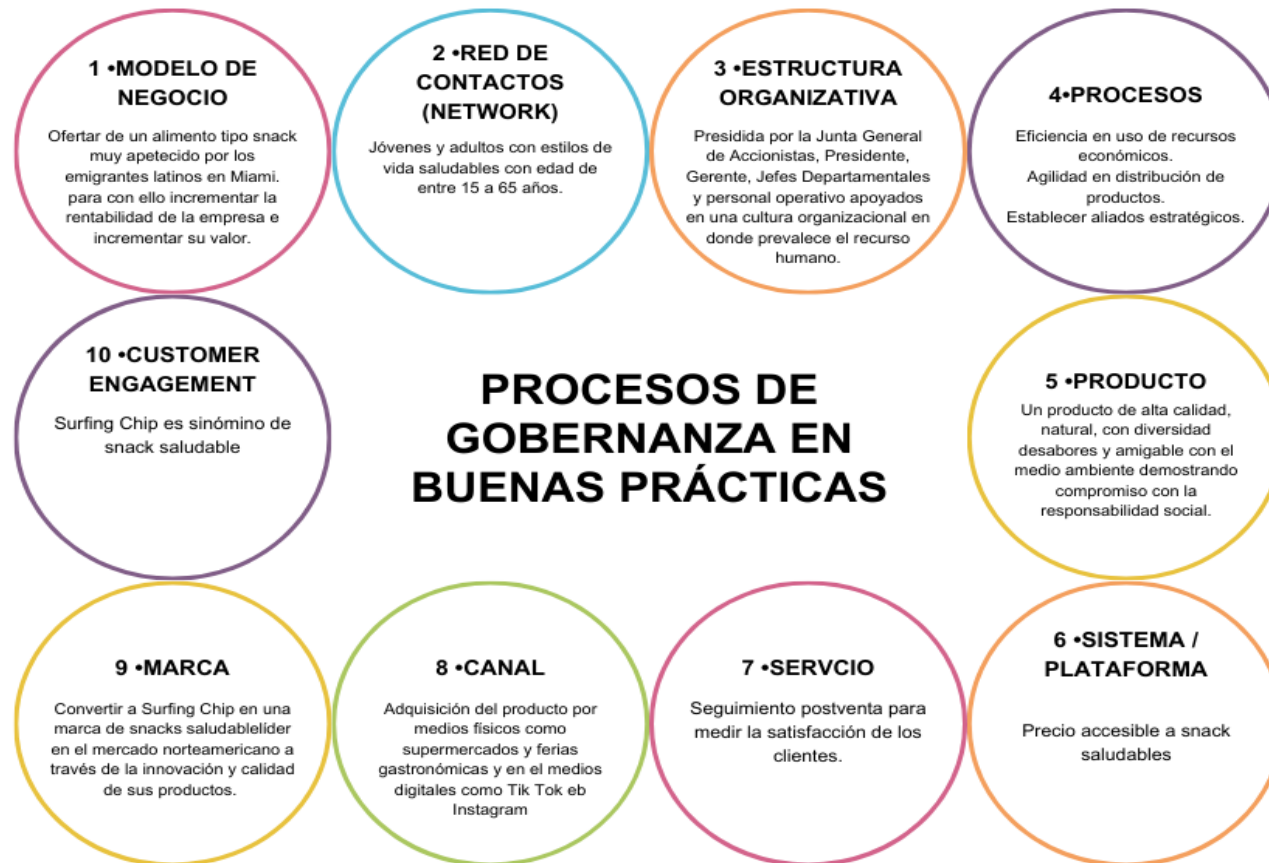 1 •MODELO DE
NEGOCIO
Ofertar de un alimento tipo snack
muy apetecido por los
emigrantes latinos en Miami.
para con ello incrementar la
rentabilidad de la empresa e
incrementar su valor.
2 •RED DE
CONTACTOS
(NETWORK)
Jóvenes y adultos con estilos de
vida saludables con edad de
entre 15 a 65 años.
3 •ESTRUCTURA
ORGANIZATIVA
Presidida por la Junta General
de Accionistas, Presidente,
Gerente, Jefes Departamentales
y personal operativo apoyados
en una cultura organizacional en
donde prevalece el recurso
humano.
4•PROCESOS
Eficiencia en uso de recursos
económicos.
Agilidad en distribución de
productos.
Establecer aliados estratégicos.
10 •CUSTOMER
ENGAGEMENT
Surfing Chip es sinómino de
snack saludable
PROCESOS DE
GOBERNANZA EN
BUENAS PRÁCTICAS
5 •PRODUCTO
Un producto de alta calidad,
natural, con diversidad
desabores y amigable con el
medio ambiente demostrando
compromiso con la
responsabilidad social.
9 •MARCA
Convertir a Surfing Chip en una
marca de snacks saludablelíder
en el mercado norteamericano a
través de la innovación y calidad
de sus productos.
8 •CANAL
Adquisición del producto por
medios físicos como
supermercados y ferias
gastronómicas y en el medios
digitales como Tik Tok eb
Instagram
7 •SERVCIO
Seguimiento postventa para
medir la satisfacción de los
clientes.
6 •SISTEMA /
PLATAFORMA
Precio accesible a snack
saludables